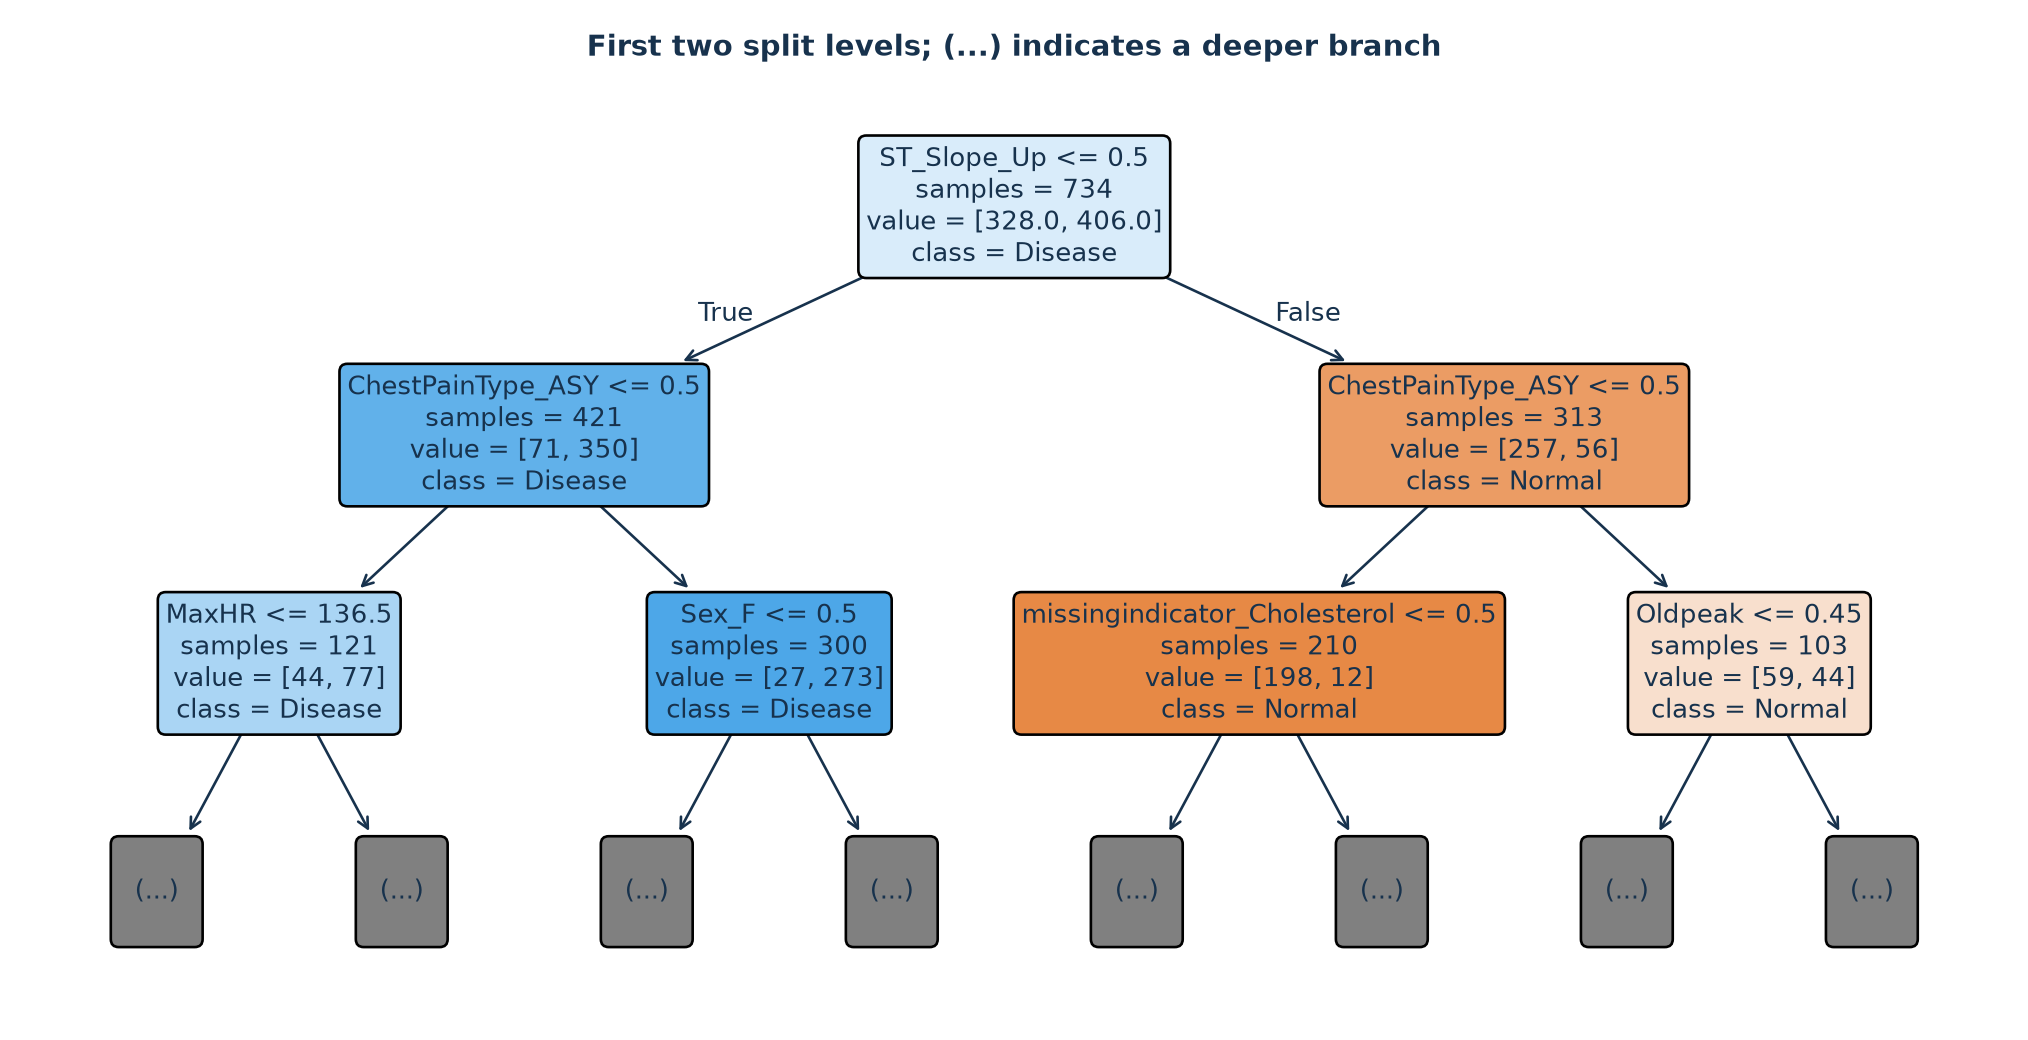 First two split levels; (...) indicates a deeper branch
ST_Slope_Up <= 0.5
samples = 734
value = [328.0, 406.0]
class = Disease
True
False
ChestPainType_ASY <= 0.5
samples = 421
value = [71, 350]
class = Disease
ChestPainType_ASY <= 0.5
samples = 313
value = [257, 56]
class = Normal
MaxHR <= 136.5
samples = 121
value = [44, 77]
class = Disease
Sex_F <= 0.5
samples = 300
value = [27, 273]
class = Disease
missingindicator_Cholesterol <= 0.5
samples = 210
value = [198, 12]
class = Normal
Oldpeak <= 0.45
samples = 103
value = [59, 44]
class = Normal
(...)
(...)
(...)
(...)
(...)
(...)
(...)
(...)